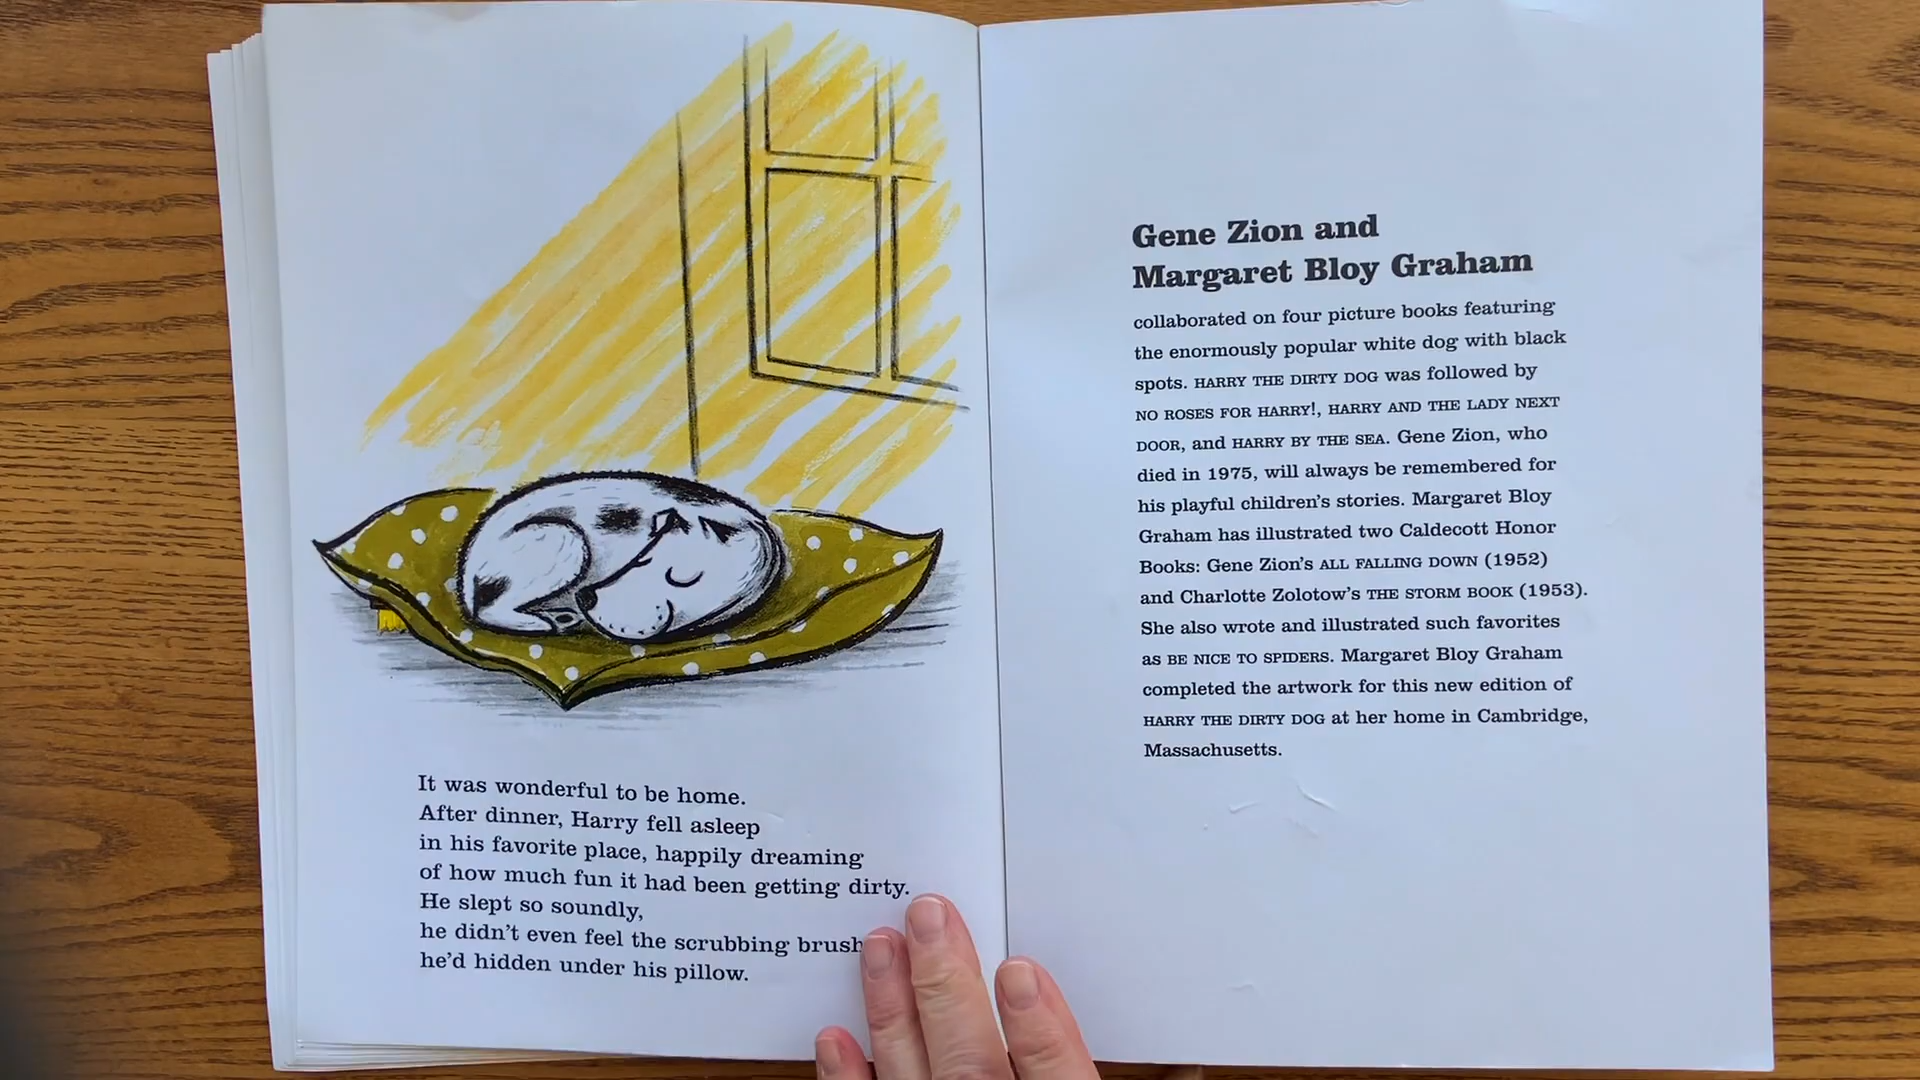 It was wonderful to be home.
After dinner, Harry fell asleep
in his favorite place, happily dreaming
of how much fun it had been getting dirty.
He slept so soundly,
he didn't even feel the scrubbing brush
he'd hidden under his pillow.
Gene Zion and
Margaret Bloy Graham
collaborated on four picture books featuring
the enormously popular white dog with black
spots. HARRY THE DIRTY DOG was followed by
NO ROSES FOR HARRY!, HARRY AND THE LADY NEXT
DOOR, and HARRY BY THE SEA. Gene Zion, who
died in 1975, will always be remembered for
his playful children's stories. Margaret Bloy
Graham has illustrated two Caldecott Honor
Books: Gene Zion's ALL FALLING DOWN (1952)
and Charlotte Zolotow's THE STORM BOOK (1953).
She also wrote and illustrated such favorites
as BE NICE TO SPIDERS. Margaret Bloy Graham
completed the artwork for this new edition of
HARRY THE DIRTY DOG at her home in Cambridge,
Massachusetts.